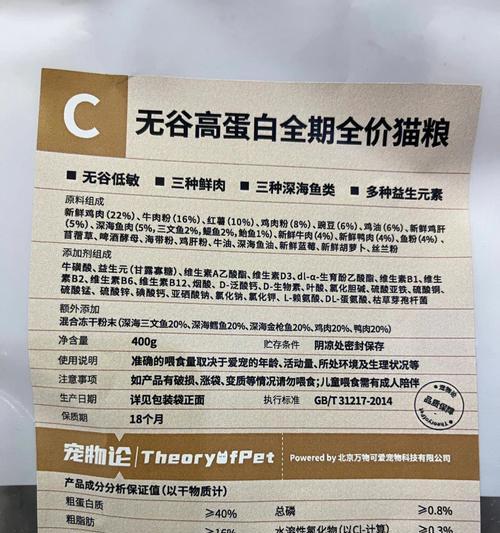 C
无谷高蛋白全期全价猫粮
■ 无谷低敏 ■ 三种鲜肉 ■ 三种深海鱼类 ■ 多种益生元素
原料组成
新鲜鸡肉(22%)、牛肉粉(16%)、红薯(10%)、鸡肉粉(8%)、豌豆(6%)、鸡油(6%)、新鲜鸡肝
(5%)、深海鱼肉(5%,三文鱼2%,鳗鱼2%,鲐鱼1%)、新鲜牛肉(4%)、新鲜鸭肉(4%)、鱼粉(4%)、
苜蓿草、啤酒酵母、海带粉、鸡肝粉、牛油、深海鱼油、新鲜蓝莓、新鲜胡萝卜、丝兰粉
添加剂组成
牛磺酸、益生元(甘露寡糖)、维生素A乙酸酯、维生素D3、dl-α-生育酚乙酸酯、维生素B1、维
生素B2、维生素B6、维生素B12、烟酸、D-泛酸钙、D-生物素、叶酸、氯化胆碱、硫酸亚铁、硫酸铜、
硫酸锰、硫酸锌、碘酸钙、亚硒酸钠、氯化钠、氯化钾、L-赖氨酸、DL-蛋氨酸、枯草芽孢杆菌
额外添加
混合冻干粉末(深海三文鱼20%、深海鳕鱼20%、深海金枪鱼20%、鸡肉20%、鸭肉20%)
净含量 400g 贮存条件 阴凉处密封保存
使用说明 准确的喂食量取决于爱宠的年龄、活动量、所处环境及生理状况等
注意事项 如产品有破损、涨袋、变质等情况请勿喂食;儿童喂食需有成人陪伴
生产日期 详见包装袋正面 执行标准 GB/T 31217-2014
保质期 18个月
宠物论
品质保障
TheoryOfPet
宠物论 TheoryOfPet Powered by 北京万物可爱宠物科技有限公司
产品成分分析保证值(以干物质计)
粗蛋白质 ≥40% 总磷 ≥0.8%
粗脂肪 ≥16% 水溶性氯化物(以Cl-计算) ≥0.3%